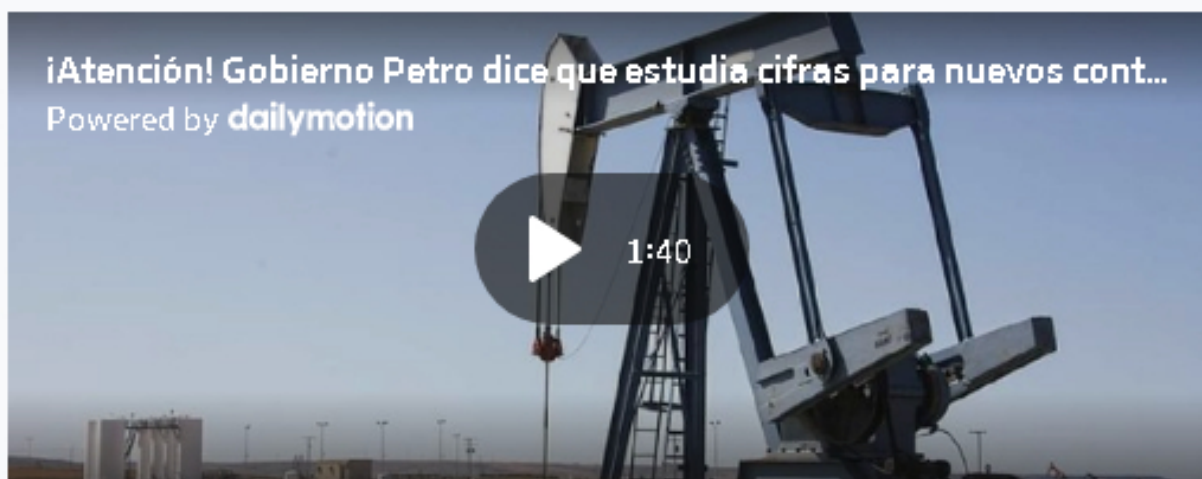 ¡Atención! Gobierno Petro dice que estudia cifras para nuevos cont...
Powered by dailymotion
1:40